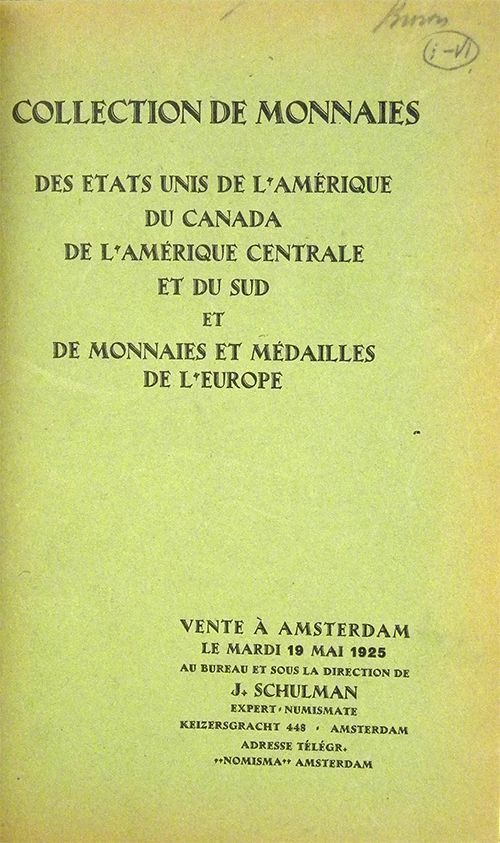 i-VI
COLLECTION DE MONNAIES
DES ETATS UNIS DE L'AMÉRIQUE
DU CANADA
DE L'AMÉRIQUE CENTRALE
ET DU SUD
ET
DE MONNAIES ET MÉDAILLES
DE L'EUROPE
VENTE À AMSTERDAM
LE MARDI 19 MAI 1925
AU BUREAU ET SOUS LA DIRECTION DE
J. SCHULMAN
EXPERT-NUMISMATE
KEIZERSGRACHT 448 - AMSTERDAM
ADRESSE TÉLÉGR.
"NOMISMA" AMSTERDAM